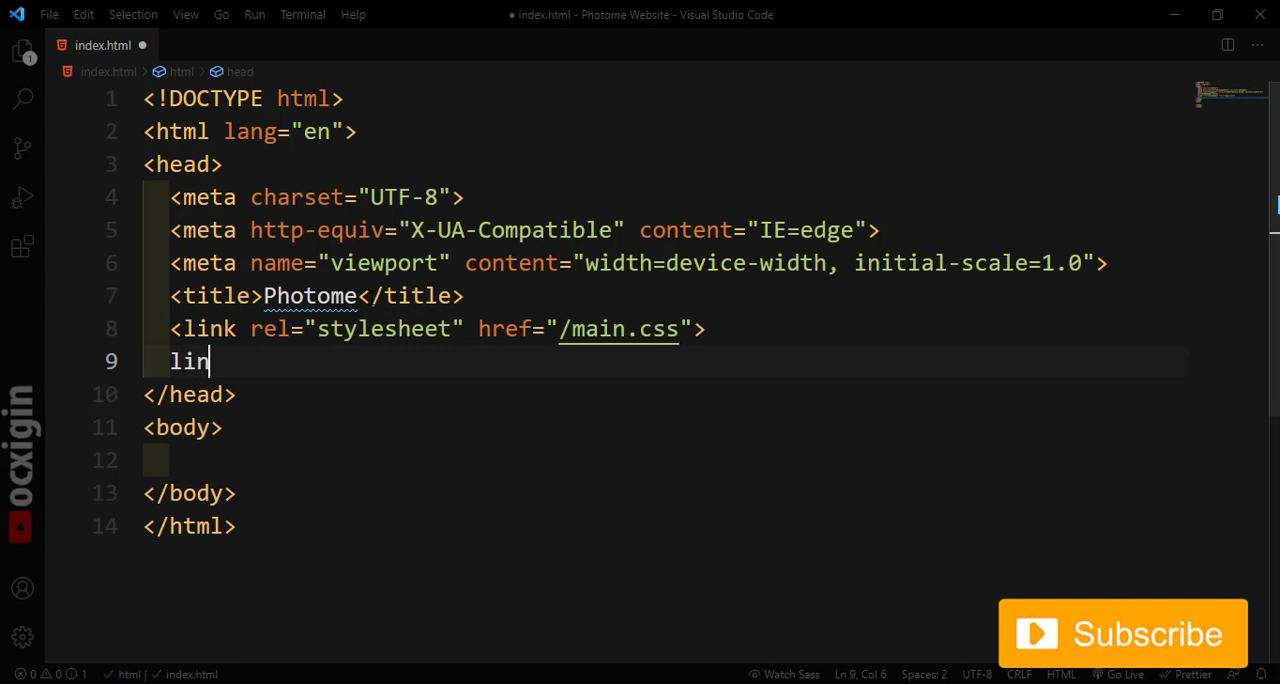 File Edit Selection View Go Run Terminal Help ● index.html - Photome Website - Visual Studio Code
index.html ●
index.html > html > head
1 <!DOCTYPE html>
2 <html lang="en">
3 <head>
4 <meta charset="UTF-8">
5 <meta http-equiv="X-UA-Compatible" content="IE=edge">
6 <meta name="viewport" content="width=device-width, initial-scale=1.0">
7 <title>Photome</title>
8 <link rel="stylesheet" href="/main.css">
9 lin
10 </head>
11 <body>
12
13 </body>
14 </html>
1
ocxigin
Subscribe
0 0 1 ✓ html | ✓ index.html Watch Sass Ln 9, Col 6 Spaces: 2 UTF-8 CRLF HTML Go Live ✓ Prettier